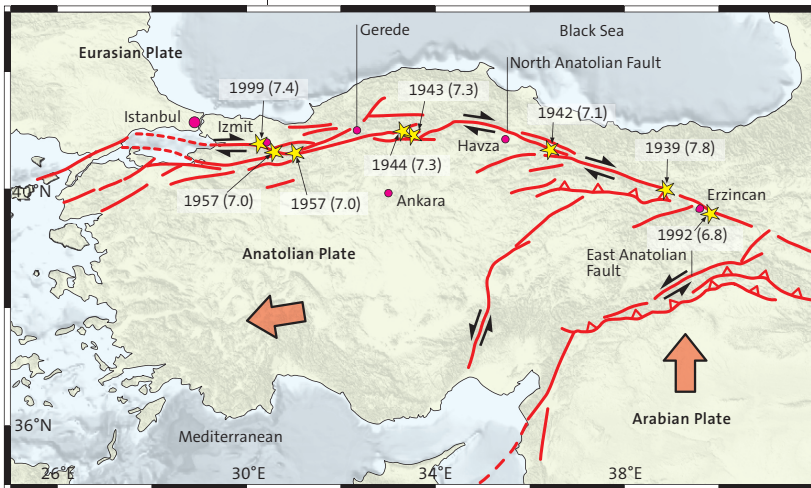 Gerede
Black Sea
Eurasian Plate
North Anatolian Fault
1999 (7.4)
1943 (7.3)
Istanbul
Izmit
1942 (7.1)
Havza
1944 (7.3)
1939 (7.8)
40°N
1957 (7.0)
1957 (7.0)
Ankara
Erzincan
1992 (6.8)
Anatolian Plate
East Anatolian
Fault
Arabian Plate
36°N
Mediterranean
26°E
30°E
34°E
38°E